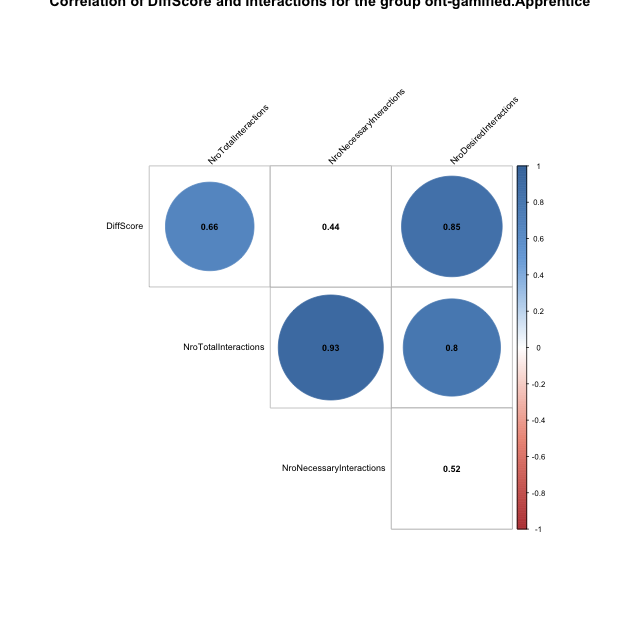 Correlation of DiffScore and Interactions for the group ont-gamified.Apprentice
NroTotalInteractions
NroNecessaryInteractions
NroDesiredInteractions
DiffScore
0.66
0.44
0.85
NroTotalInteractions
0.93
0.8
NroNecessaryInteractions
0.52
1
0.8
0.6
0.4
0.2
0
-0.2
-0.4
-0.6
-0.8
-1